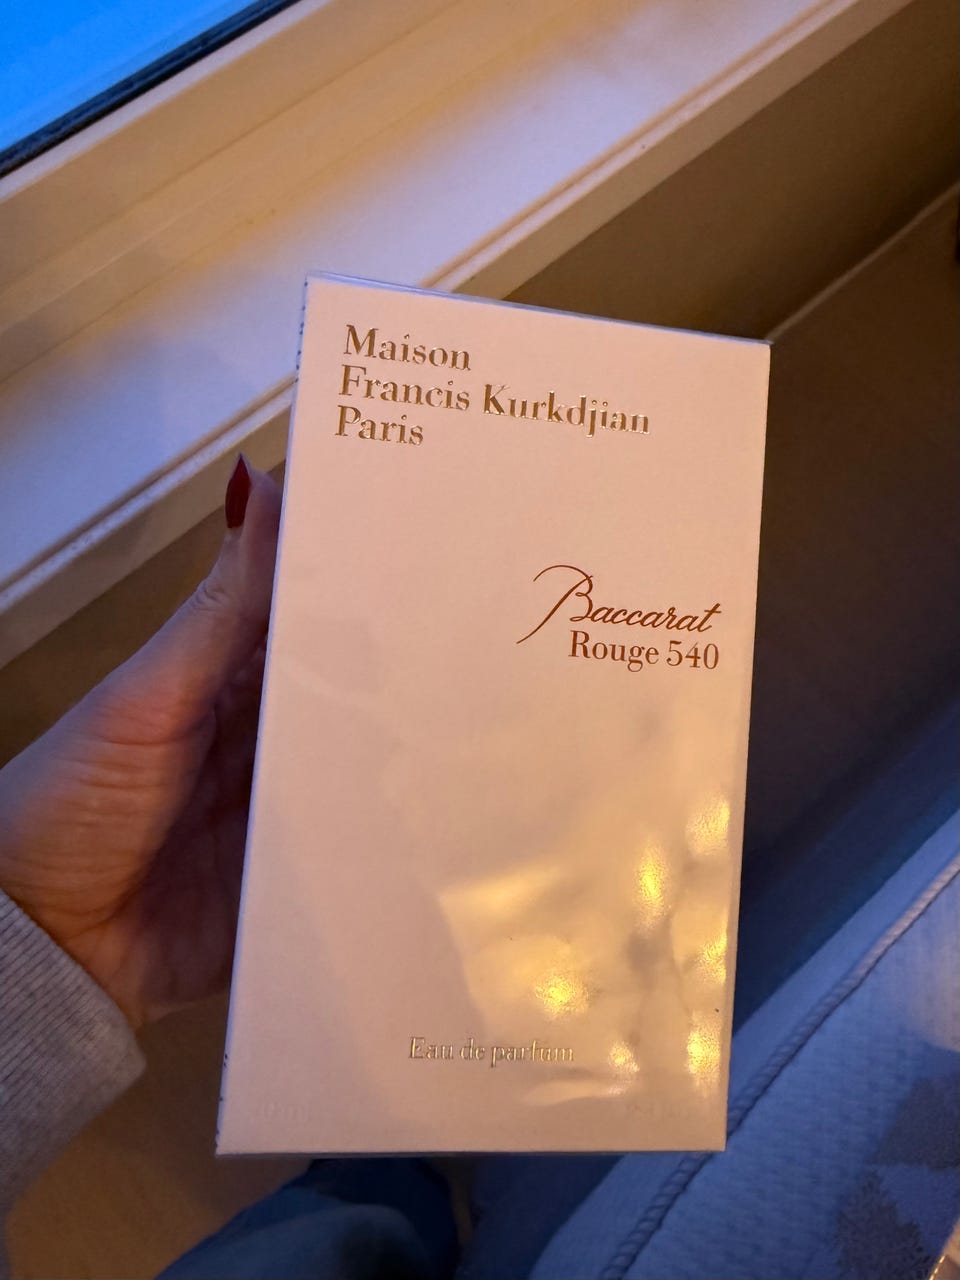 Maison
Francis Kurkdjian
Paris
Baccarat
Rouge 540
Eau de parfum